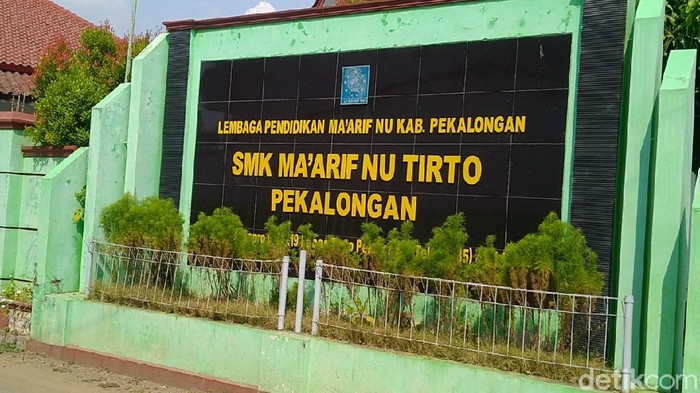 LEMBAGA PENDIDIKAN MA'ARIF NU KAB. PEKALONGAN
SMK MA'ARIF NU TIRTO
PEKALONGAN
detikcom